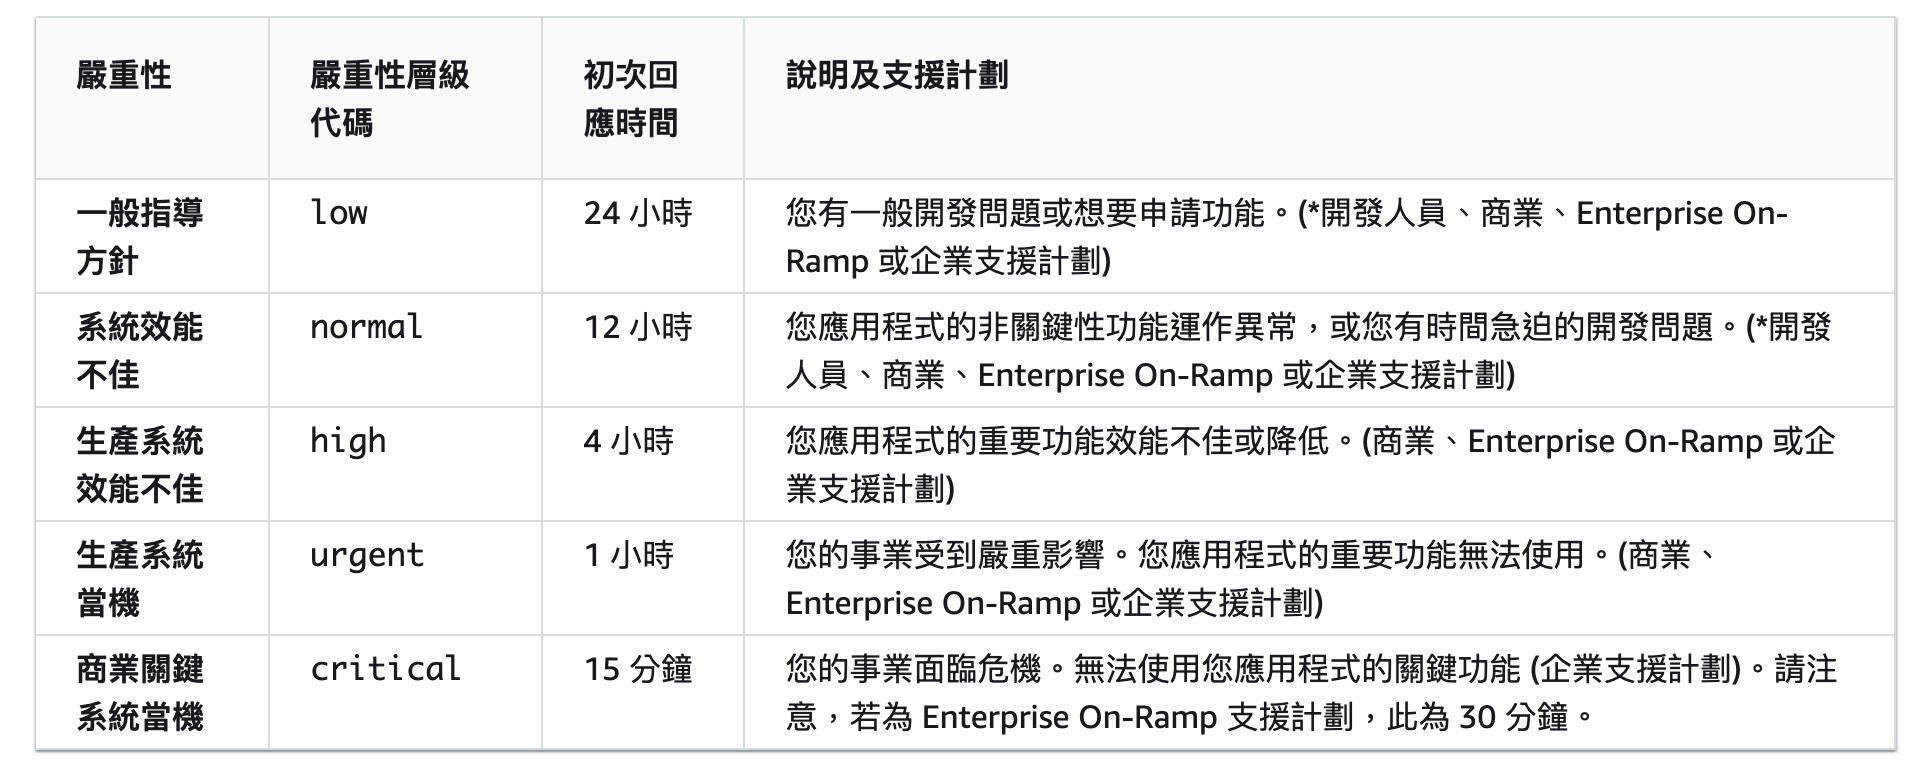 嚴重性
嚴重性層級
代碼
初次回
應時間
說明及支援計劃
一般指導
方針
low
24 小時
您有一般開發問題或想要申請功能。(*開發人員、商業、Enterprise On-
Ramp 或企業支援計劃)
系統效能
不佳
normal
12 小時
您應用程式的非關鍵性功能運作異常，或您有時間急迫的開發問題。(*開發
人員、商業、Enterprise On-Ramp 或企業支援計劃)
生產系統
效能不佳
high
4 小時
您應用程式的重要功能效能不佳或降低。(商業、Enterprise On-Ramp 或企
業支援計劃)
生產系統
當機
urgent
1 小時
您的事業受到嚴重影響。您應用程式的重要功能無法使用。(商業、
Enterprise On-Ramp 或企業支援計劃)
商業關鍵
系統當機
critical
15 分鐘
您的事業面臨危機。無法使用您應用程式的關鍵功能 (企業支援計劃)。請注
意，若為 Enterprise On-Ramp 支援計劃，此為 30 分鐘。